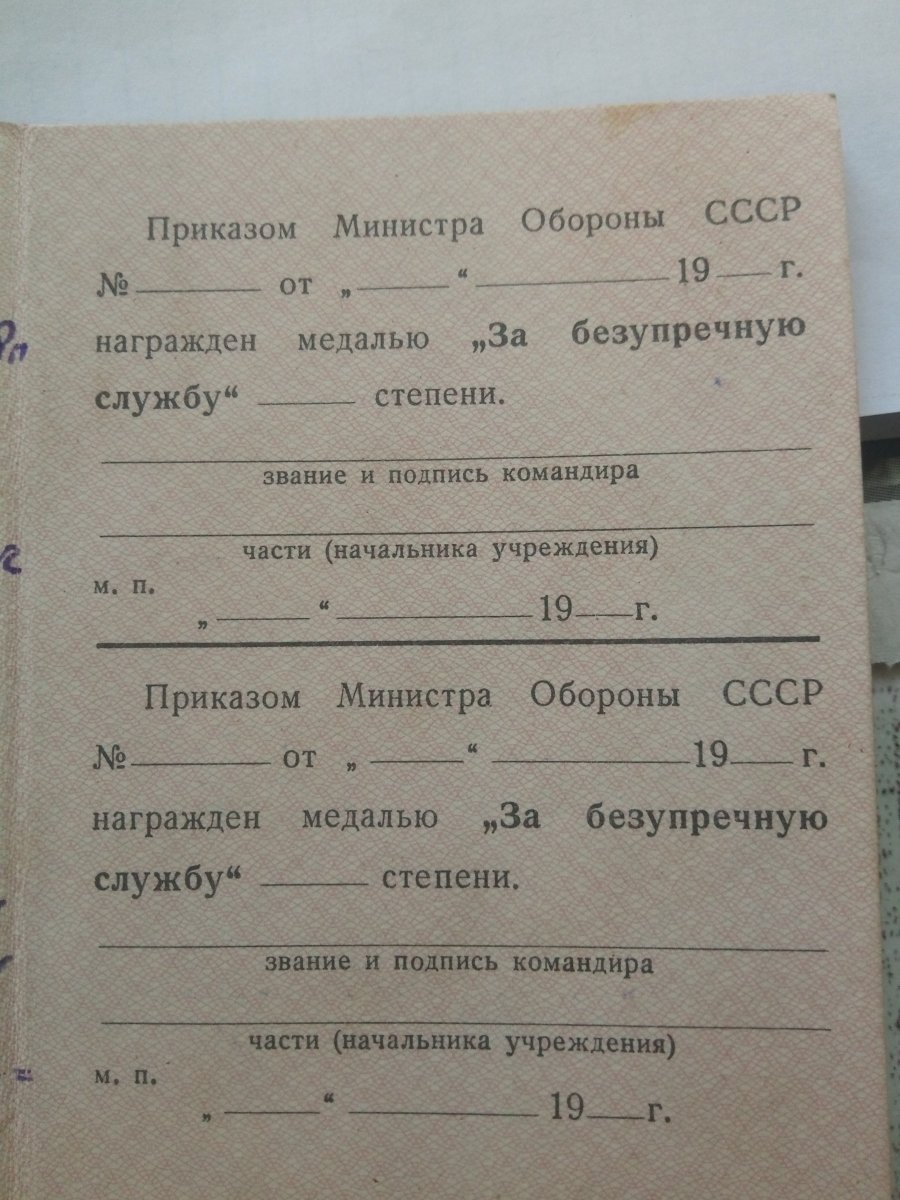 Приказом Министра Обороны СССР
№ от „ “ 19 г.
награжден медалью „За безупречную
службу“ степени.
звание и подпись командира
части (начальника учреждения)
м. п.
„ “ 19 г.
Приказом Министра Обороны СССР
№ от „ “ 19 г.
награжден медалью „За безупречную
службу“ степени.
звание и подпись командира
части (начальника учреждения)
м. п.
„ “ 19 г.